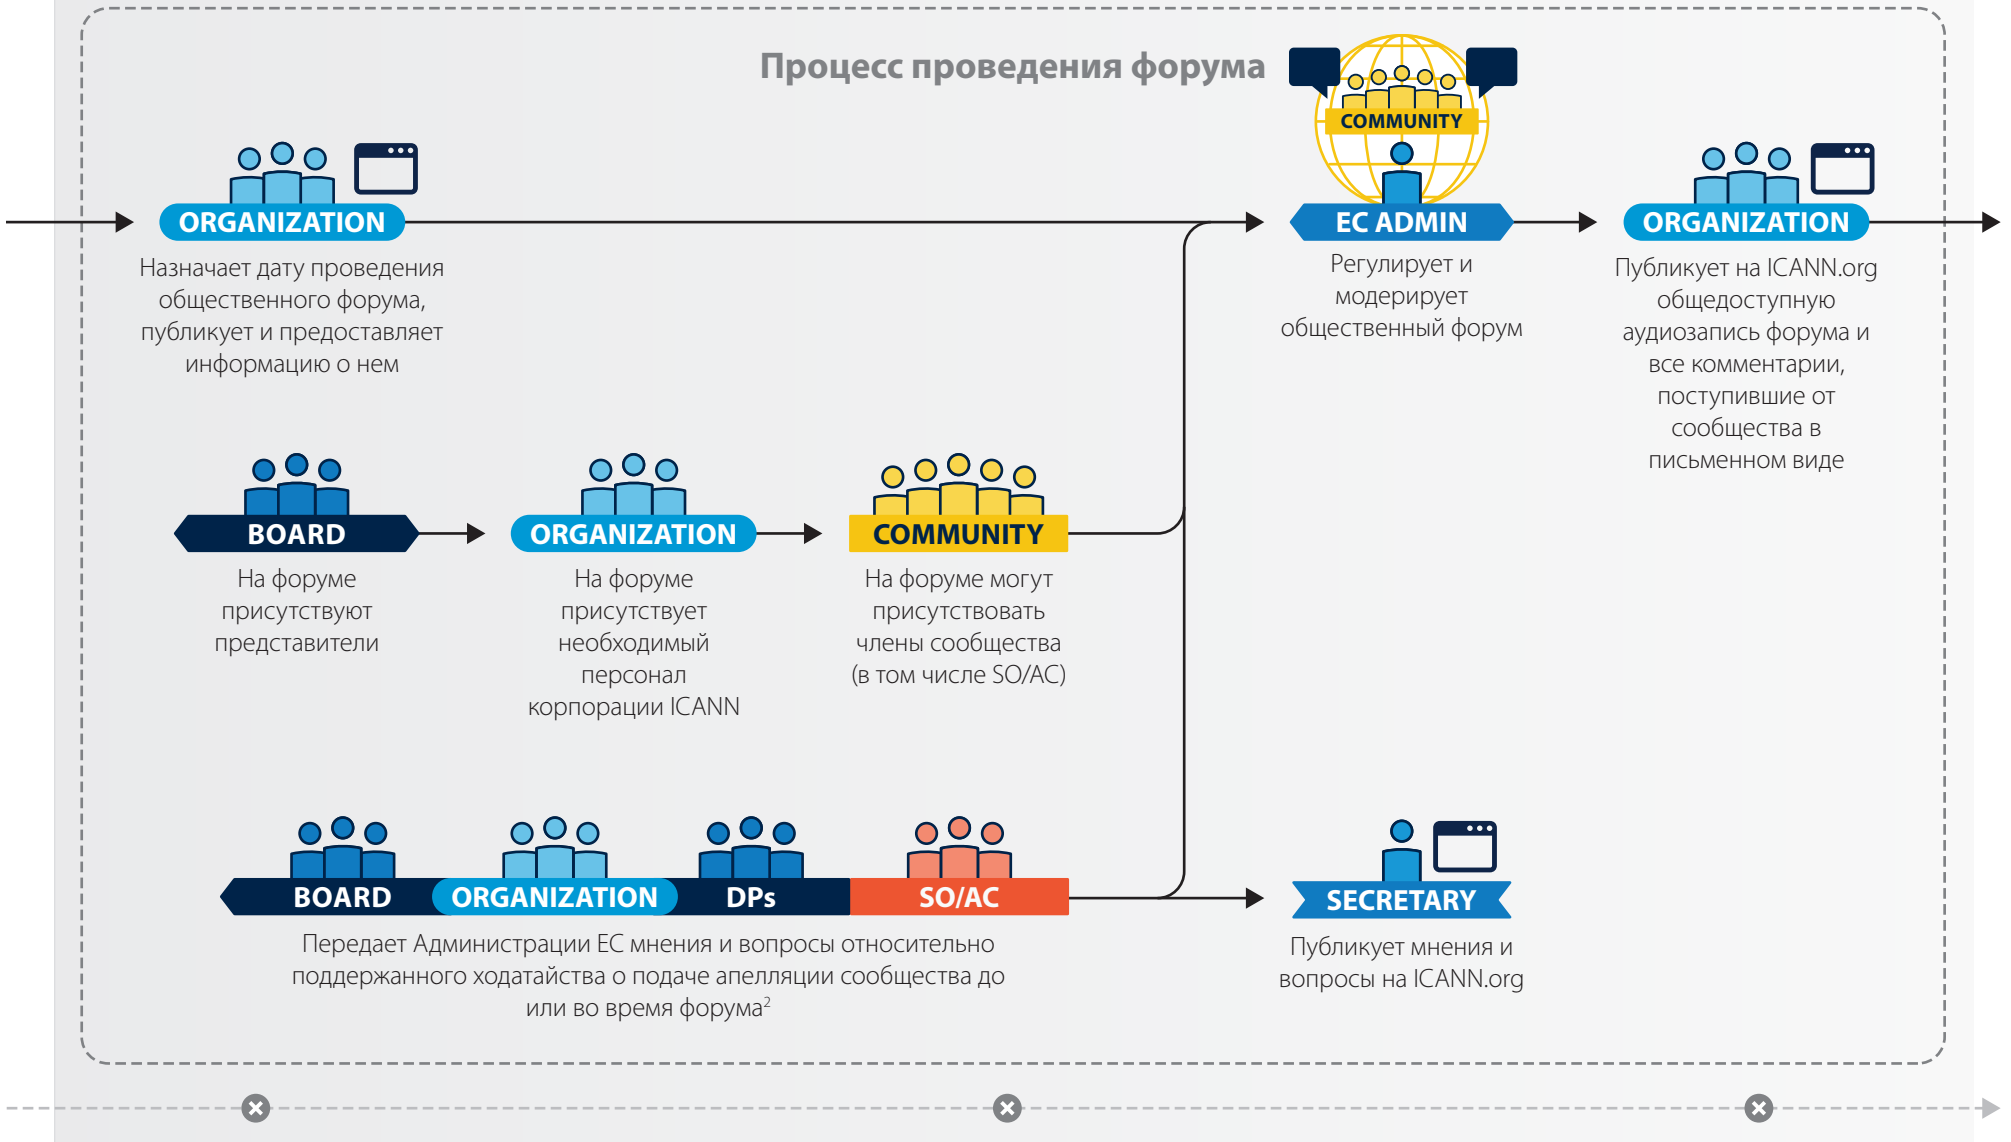 Процесс проведения форума
COMMUNITY
ORGANIZATION
Назначает дату проведения
общественного форума,
публикует и предоставляет
информацию о нем
EC ADMIN
Регулирует и
модерирует
общественный форум
ORGANIZATION
Публикует на ICANN.org
общедоступную
аудиозапись форума и
все комментарии,
поступившие от
сообщества в
письменном виде
BOARD
На форуме
присутствуют
представители
ORGANIZATION
На форуме
присутствует
необходимый
персонал
корпорации ICANN
COMMUNITY
На форуме могут
присутствовать
члены сообщества
(в том числе SO/AC)
BOARD ORGANIZATION DPs SO/AC
Передает Администрации EC мнения и вопросы относительно
поддержанного ходатайства о подаче апелляции сообщества до
или во время форума²
SECRETARY
Публикует мнения и
вопросы на ICANN.org